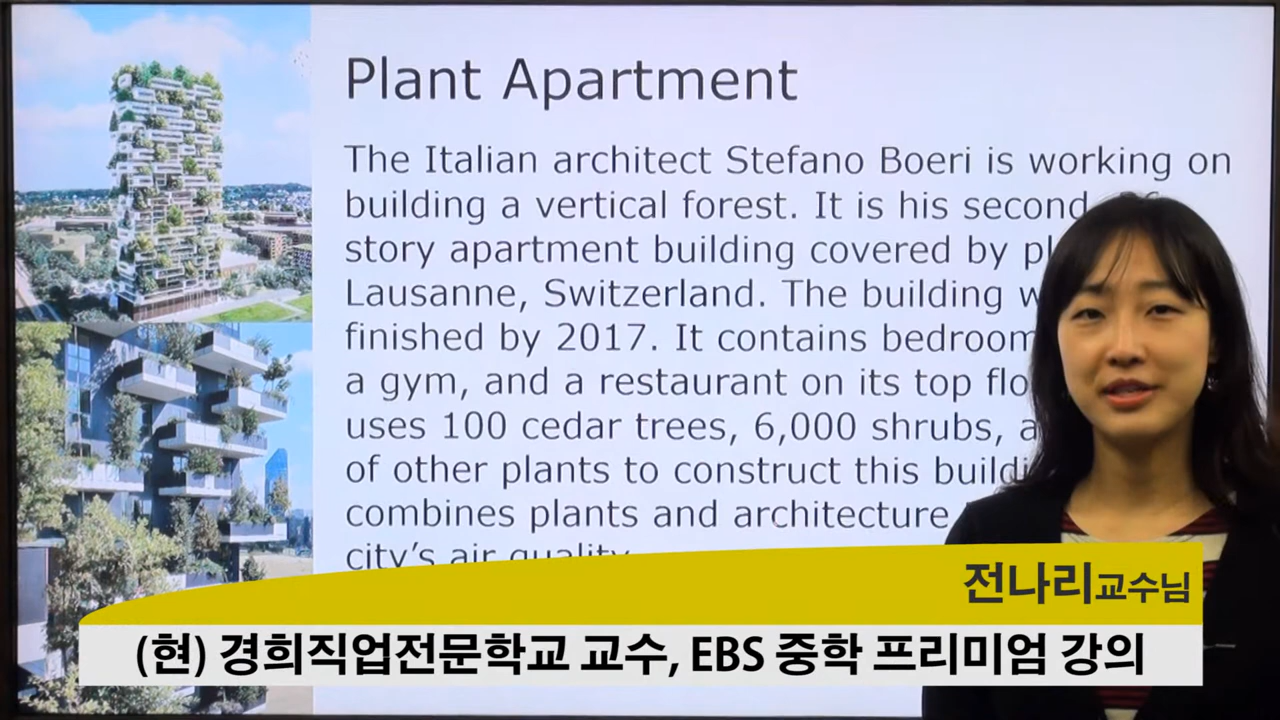 Plant Apartment
The Italian architect Stefano Boeri is working on
building a vertical forest. It is his second
story apartment building covered by
Lausanne, Switzerland. The building
finished by 2017. It contains
a gym, and a restaurant on its top
uses 100 cedar trees, 6,000 shrubs,
of other plants to construct this
combines plants and architecture
city's air quality
전나리교수님
(현) 경희직업전문학교 교수, EBS 중학 프리미엄 강의